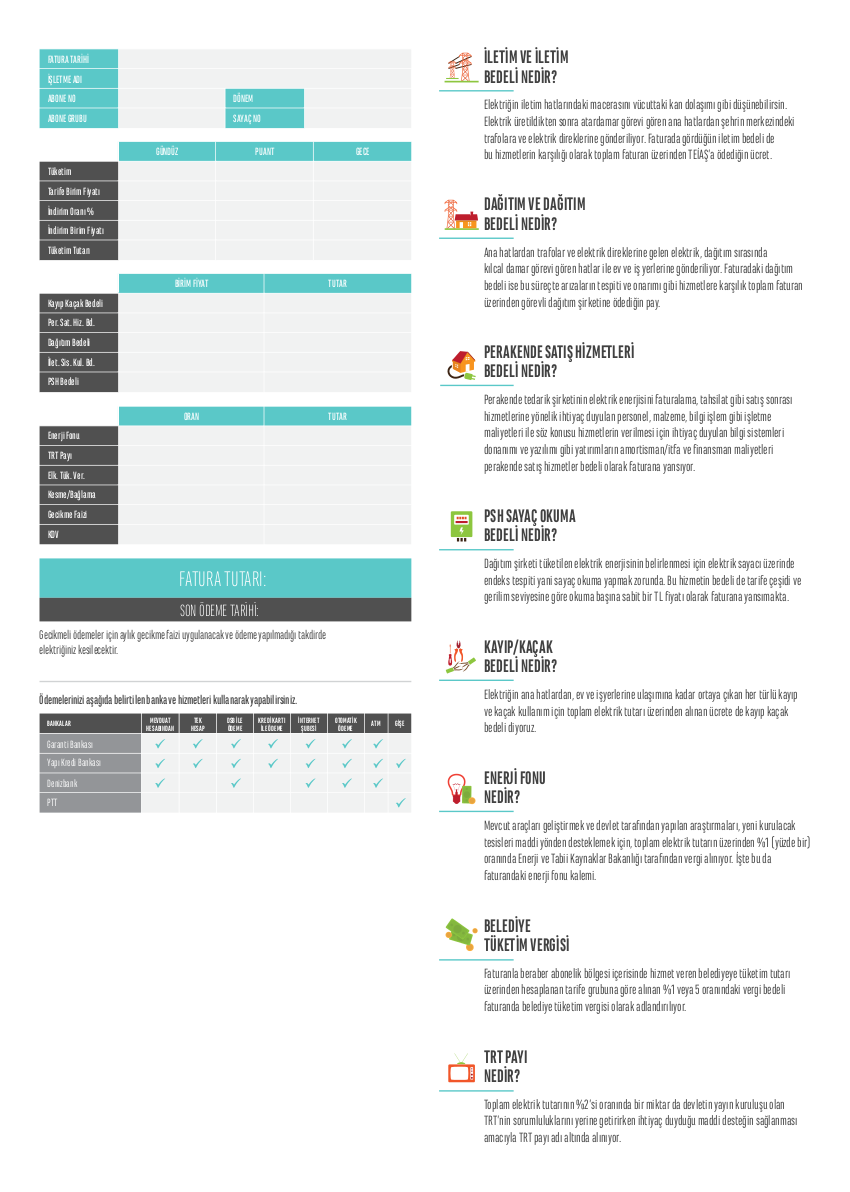 FATURA TARİHİ
İŞLETME ADI
ABONE NO
DÖNEM
ABONE GRUBU
SAYAÇ NO
GÜNDÜZ
PUANT
GECE
Tüketim
Tarife Birim Fiyatı
İndirim Oranı %
İndirim Birim Fiyatı
Tüketim Tutarı
BİRİM FİYAT
TUTAR
Kayıp Kaçak Bedeli
Per. Sat. Hiz. Bd.
Dağıtım Bedeli
İlet. Sis. Kul. Bd.
PSH Bedeli
ORAN
TUTAR
Enerji Fonu
TRT Payı
Elk. Tük. Ver.
Kesme/Bağlama
Gecikme Faizi
KDV
FATURA TUTARI:
SON ÖDEME TARİHİ:
Gecikmeli ödemeler için aylık gecikme faizi uygulanacak ve ödeme yapılmadığı takdirde
elektriğiniz kesilecektir.
Ödemelerinizi aşağıda belirtilen banka ve hizmetleri kullanarak yapabilirsiniz.
BANKALAR
MEVDUAT
HESABINDAN
TEK
HESAP
OSB İLE
ÖDEME
KREDİ KARTI
İLE ÖDEME
İNTERNET
ŞUBESİ
OTOMATİK
ÖDEME
ATM
GİŞE
Garanti Bankası
Yapı Kredi Bankası
Denizbank
PTT
İLETİM VE İLETİM
BEDELİ NEDİR?
Elektriğin iletim hatlarındaki macerasını vücuttaki kan dolaşımı gibi düşünebilirsin.
Elektrik üretildikten sonra atardamar görevi gören ana hatlardan şehrin merkezindeki
trafolara ve elektrik direklerine gönderiliyor. Faturada gördüğün iletim bedeli de
bu hizmetlerin karşılığı olarak toplam faturan üzerinden TEİAŞ'a ödediğin ücret.
DAĞITIM VE DAĞITIM
BEDELİ NEDİR?
Ana hatlardan trafolar ve elektrik direklerine gelen elektrik, dağıtım sırasında
kılcal damar görevi gören hatlar ile ev ve iş yerlerine gönderiliyor. Faturadaki dağıtım
bedeli ise bu süreçte arızaların tespiti ve onarımı gibi hizmetlere karşılık toplam faturan
üzerinden görevli dağıtım şirketine ödediğin pay.
PERAKENDE SATIŞ HİZMETLERİ
BEDELİ NEDİR?
Perakende tedarik şirketinin elektrik enerjisini faturalama, tahsilat gibi satış sonrası
hizmetlerine yönelik ihtiyaç duyulan personel, malzeme, bilgi işlem gibi işletme
maliyetleri ile söz konusu hizmetlerin verilmesi için ihtiyaç duyulan bilgi sistemleri
donanımı ve yazılımı gibi yatırımların amortisman/itfa ve finansman maliyetleri
perakende satış hizmetler bedeli olarak faturana yansıyor.
PSH SAYAÇ OKUMA
BEDELİ NEDİR?
Dağıtım şirketi tüketilen elektrik enerjisinin belirlenmesi için elektrik sayacı üzerinde
endeks tespiti yani sayaç okuma yapmak zorunda. Bu hizmetin bedeli de tarife çeşidi ve
gerilim seviyesine göre okuma başına sabit bir TL fiyatı olarak faturana yansımakta.
KAYIP/KAÇAK
BEDELİ NEDİR?
Elektriğin ana hatlardan, ev ve işyerlerine ulaşımına kadar ortaya çıkan her türlü kayıp
ve kaçak kullanım için toplam elektrik tutarı üzerinden alınan ücrete de kayıp kaçak
bedeli diyoruz.
ENERJİ FONU
NEDİR?
Mevcut araçları geliştirmek ve devlet tarafından yapılan araştırmaları, yeni kurulacak
tesisleri maddi yönden desteklemek için, toplam elektrik tutarın üzerinden %1 (yüzde bir)
oranında Enerji ve Tabii Kaynaklar Bakanlığı tarafından vergi alınıyor. İşte bu da
faturandaki enerji fonu kalemi.
BELEDİYE
TÜKETİM VERGİSİ
Faturanla beraber abonelik bölgesi içerisinde hizmet veren belediyeye tüketim tutarı
üzerinden hesaplanan tarife grubuna göre alınan %1 veya 5 oranındaki vergi bedeli
faturanda belediye tüketim vergisi olarak adlandırılıyor.
TRT PAYI
NEDİR?
Toplam elektrik tutarının %2'si oranında bir miktar da devletin yayın kuruluşu olan
TRT'nin sorumluluklarını yerine getirirken ihtiyaç duyduğu maddi desteğin sağlanması
amacıyla TRT payı adı altında alınıyor.